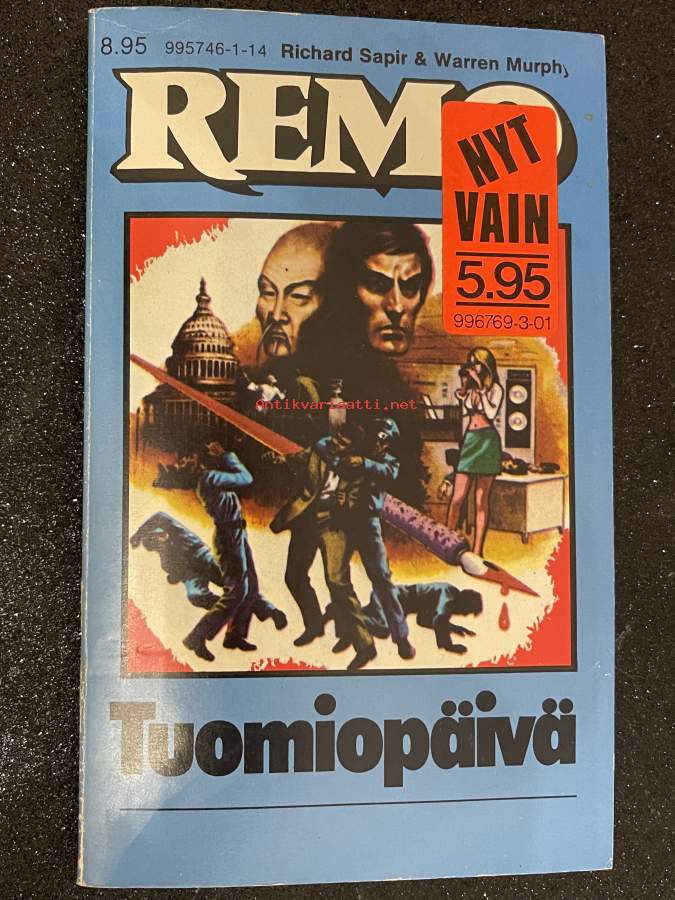 8.95 995746-1-14 Richard Sapir & Warren Murphy
REMO
NYT
VAIN
5.95
996769-3-01
Antikvariaatti.net
Tuomiopäivä